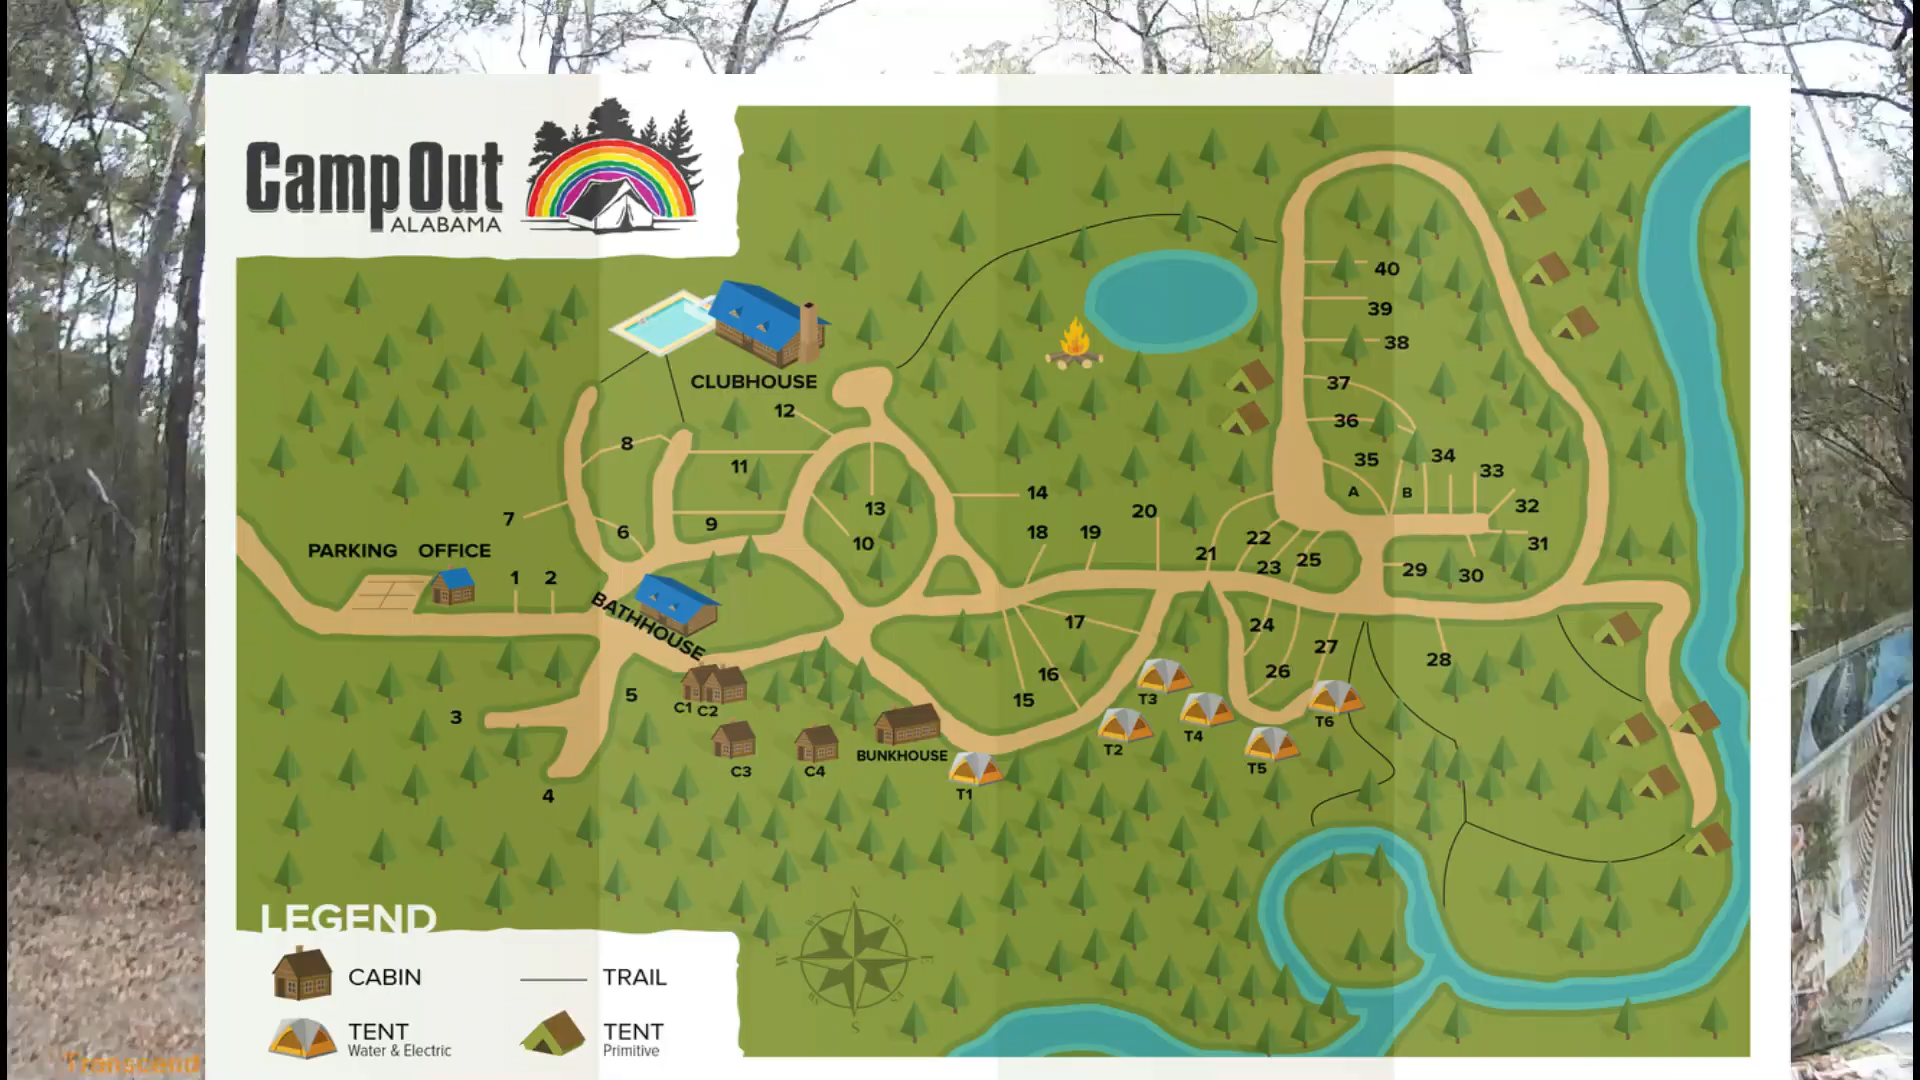 CampOut
ALABAMA
CLUBHOUSE
PARKING
OFFICE
BATHHOUSE
BUNKHOUSE
1
2
3
4
5
6
7
8
9
10
11
12
13
14
15
16
17
18
19
20
21
22
23
24
25
26
27
28
29
30
31
32
33
34
35
36
37
38
39
40
A
B
C1
C2
C3
C4
T1
T2
T3
T4
T5
T6
N
S
LEGEND
CABIN
TRAIL
TENT
Water & Electric
TENT
Primitive
Transcend